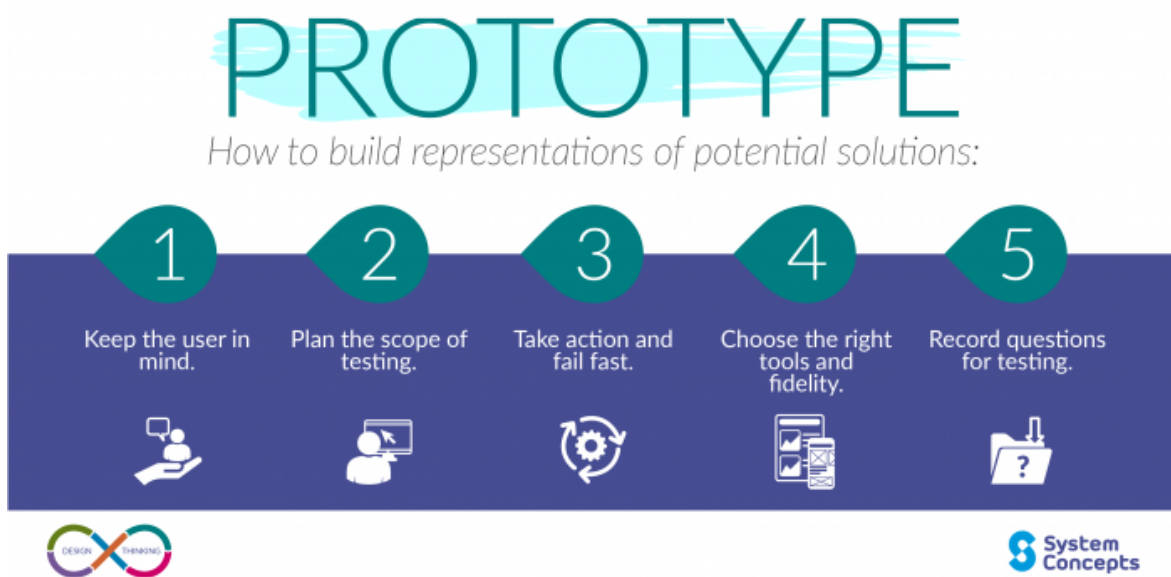 PROTOTYPE
How to build representations of potential solutions:
1
Keep the user in
mind.
2
Plan the scope of
testing.
3
Take action and
fail fast.
4
Choose the right
tools and
fidelity.
5
Record questions
for testing.
?
DESIGN THINKING
System
Concepts